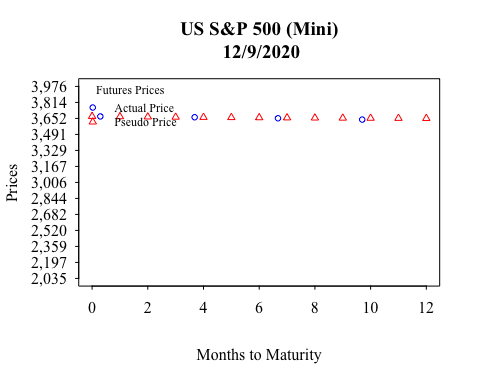 US S&P 500 (Mini)
12/9/2020
Futures Prices
Actual Price
Pseudo Price
Prices
3,976
3,814
3,652
3,491
3,329
3,167
3,006
2,844
2,682
2,520
2,359
2,197
2,035
0 2 4 6 8 10 12
Months to Maturity